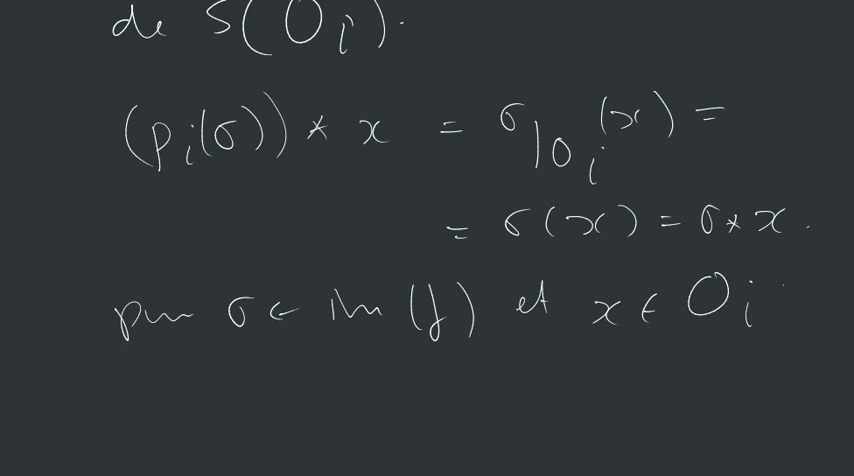 de S(O_i).
(p_i(σ)) * x = σ|O_i (x) =
= σ(x) = σ * x.
pour σ ∈ Im(f) et x ∈ O_i